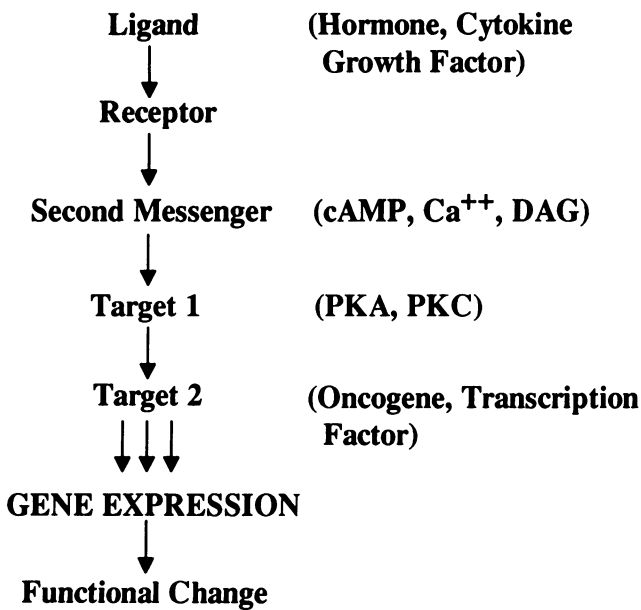 Ligand (Hormone, Cytokine
Growth Factor)
Receptor
Second Messenger (cAMP, Ca++, DAG)
Target 1 (PKA, PKC)
Target 2 (Oncogene, Transcription
Factor)
GENE EXPRESSION
Functional Change